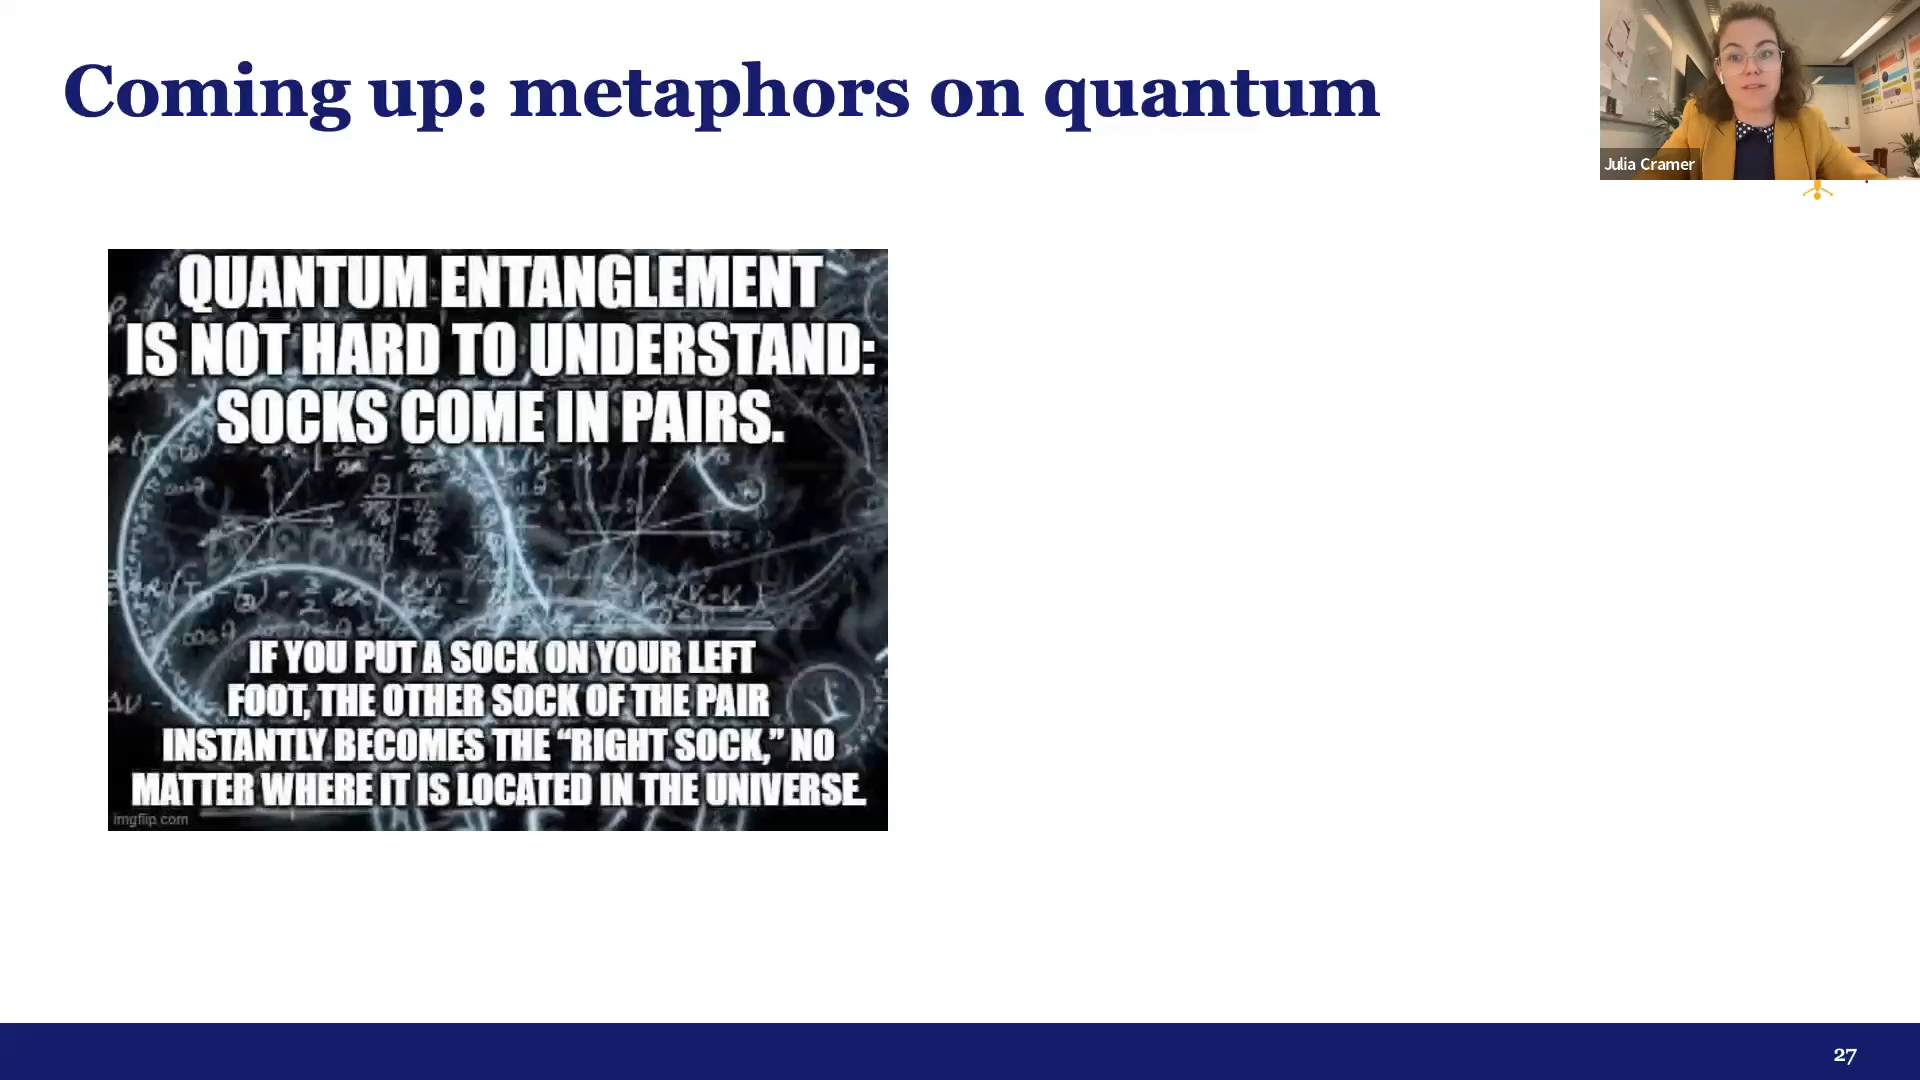 Coming up: metaphors on quantum
Julia Cramer
QUANTUM ENTANGLEMENT
IS NOT HARD TO UNDERSTAND:
SOCKS COME IN PAIRS.
IF YOU PUT A SOCK ON YOUR LEFT
FOOT, THE OTHER SOCK OF THE PAIR
INSTANTLY BECOMES THE “RIGHT SOCK,” NO
MATTER WHERE IT IS LOCATED IN THE UNIVERSE.
imgflip.com
27